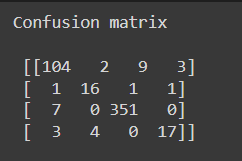 Confusion matrix
[[104 2 9 3]
[ 1 16 1 1]
[ 7 0 351 0]
[ 3 4 0 17]]